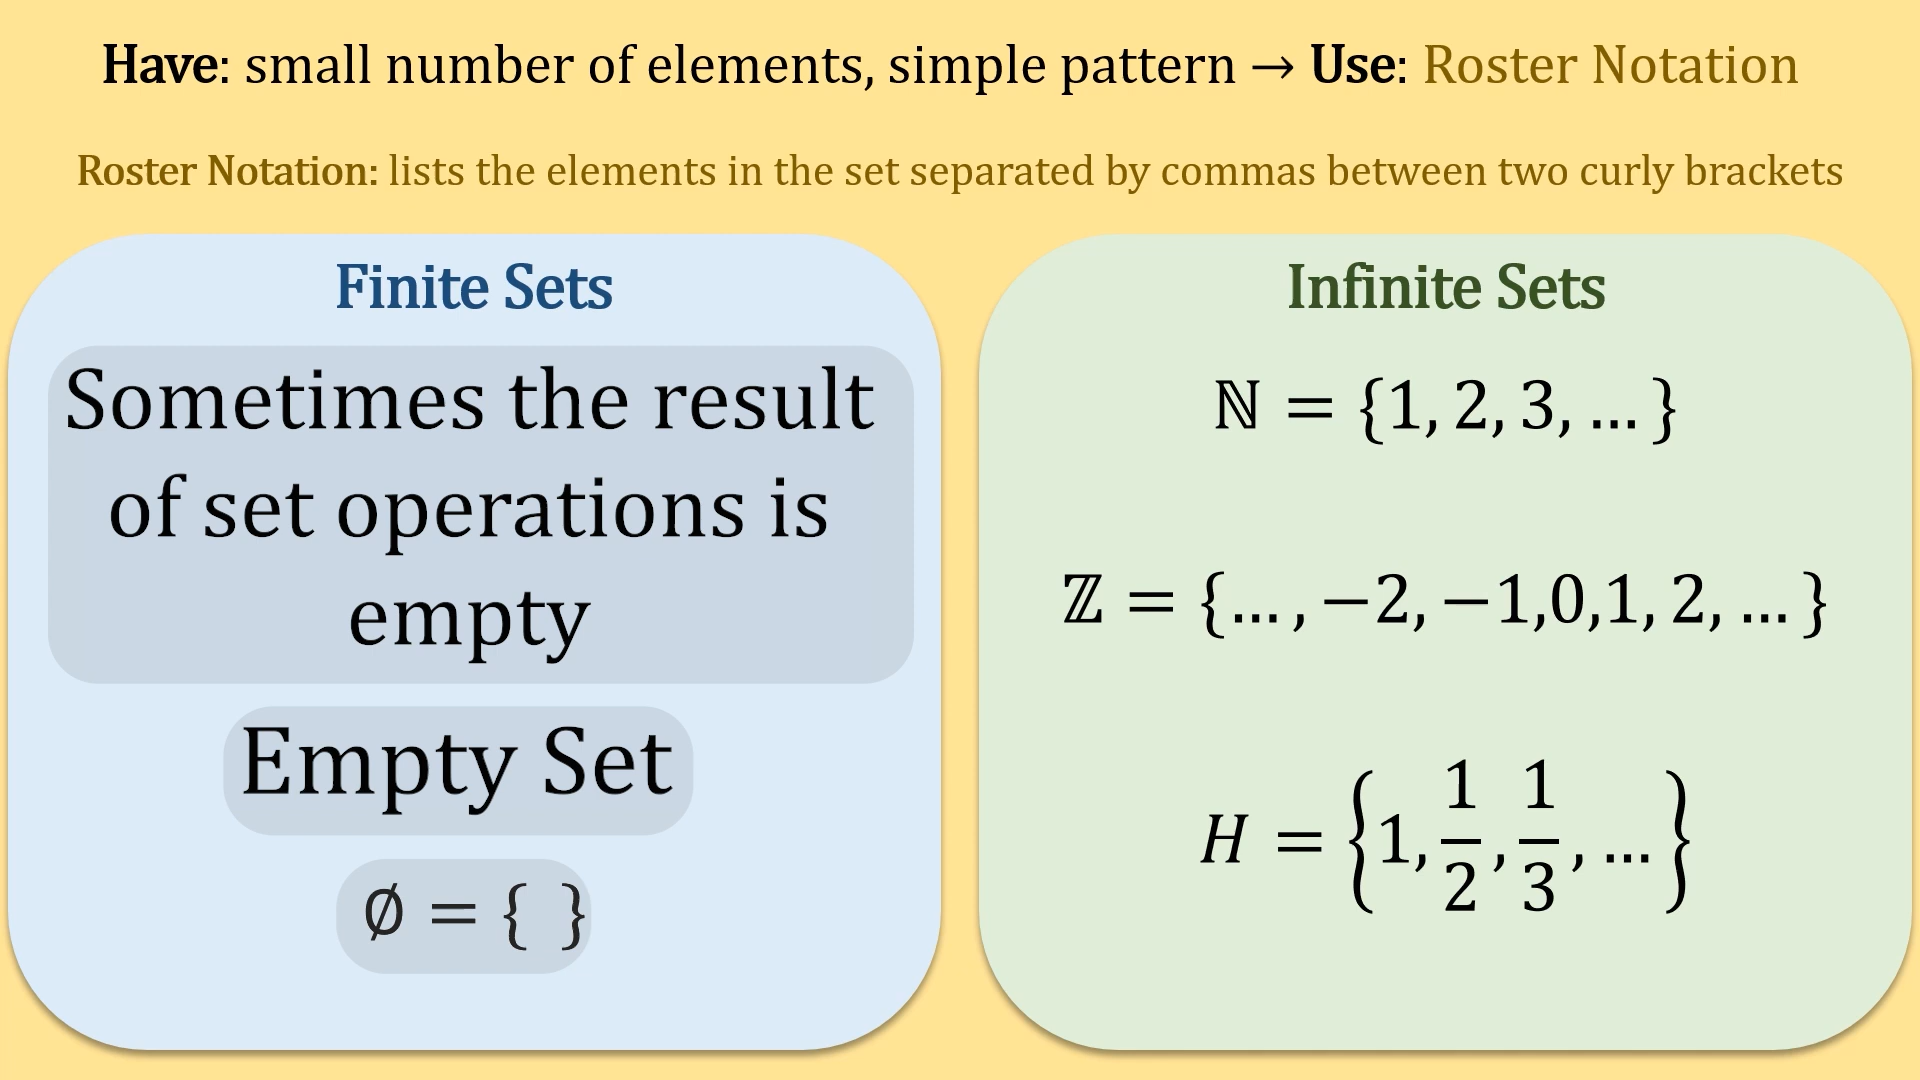 Have: small number of elements, simple pattern → Use: Roster Notation
Roster Notation: lists the elements in the set separated by commas between two curly brackets
Finite Sets
Sometimes the result
of set operations is
empty
Empty Set
∅ = { }
Infinite Sets
ℕ = {1, 2, 3, … }
ℤ = {… , −2, −1,0,1, 2, … }
H = {1, 1/2, 1/3, … }